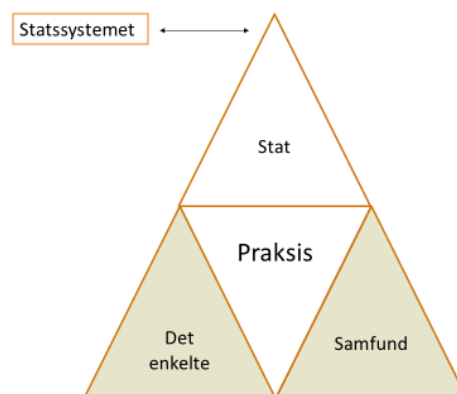 Statssystemet
Stat
Praksis
Det
enkelte
Samfund